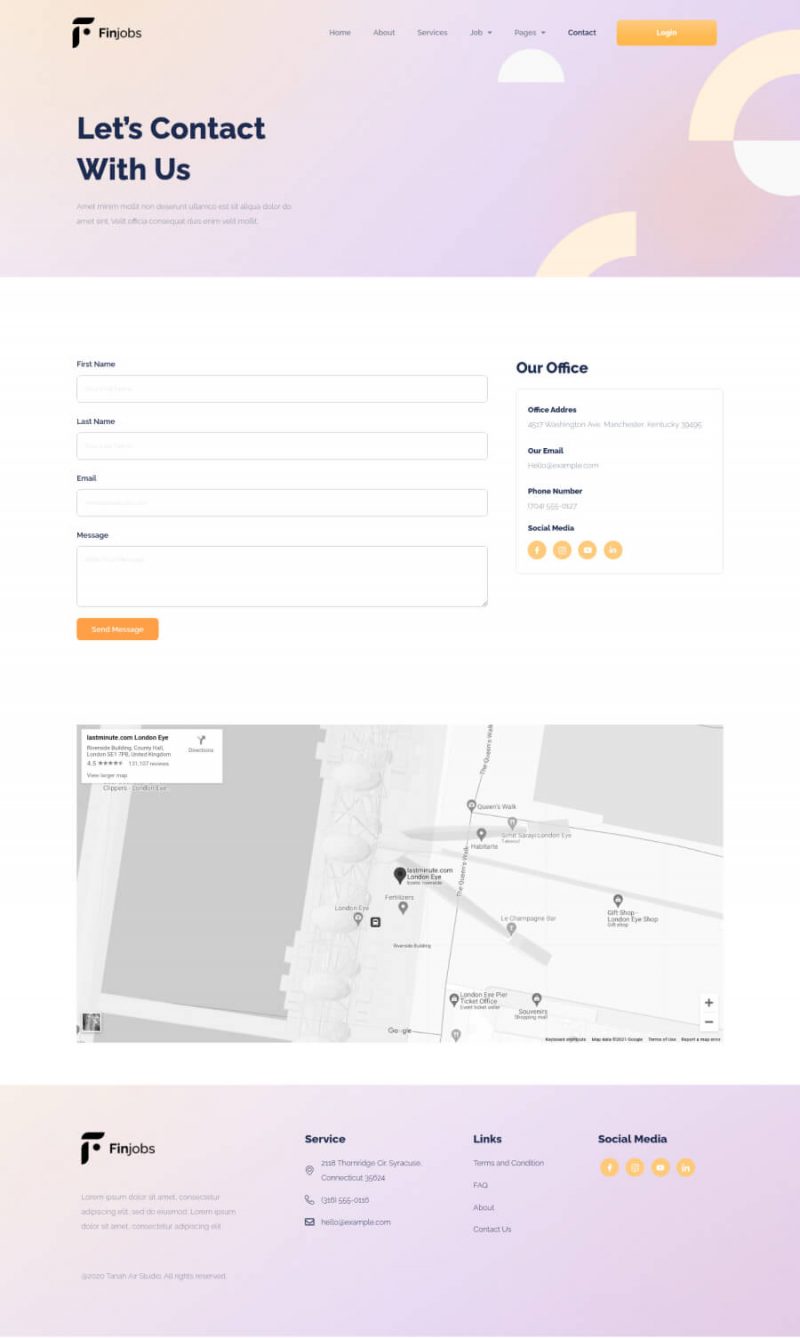 Finjobs
Home
About
Services
Job
Pages
Contact
Login
Let's Contact
With Us
Amet minim mollit non deserunt ullamco est sit aliqua dolor do
amet sint. Velit officia consequat duis enim velit mollit.
First Name
Last Name
Email
Message
Send Message
Our Office
Office Addres
4517 Washington Ave. Manchester, Kentucky 39495
Our Email
Hello@example.com
Phone Number
(704) 555-0127
Social Media
lastminute.com London Eye
Riverside Building, County Hall,
London SE1 7PB, United Kingdom
4.5
131,107 reviews
View larger map
Directions
Clippers - London Eye
The Queen's Walk
Queen's Walk
London Eye
Takeout
Habitario
The Queen's Walk
lastminute.com
London Eye
Iconic riverside
Fertilizers
London Eye
Riverside Building
Le Champagne Bar
Gift Shop-
London Eye Shop
Gift shop
London Eye Pier
Ticket Office
Event ticket seller
Souvenirs
Shopping mall
Google
Keyboard shortcuts
Map data ©2021 Google
Terms of Use
Report a map error
Finjobs
Lorem ipsum dolor sit amet, consectetur
adipiscing elit, sed do eiusmod. Lorem ipsum
dolor sit amet, consectetur adipiscing elit
@2020 Tanah Air Studio, All rights reserved.
Service
2118 Thornridge Cir. Syracuse,
Connecticut 35624
(316) 555-0116
hello@example.com
Links
Terms and Condition
FAQ
About
Contact Us
Social Media